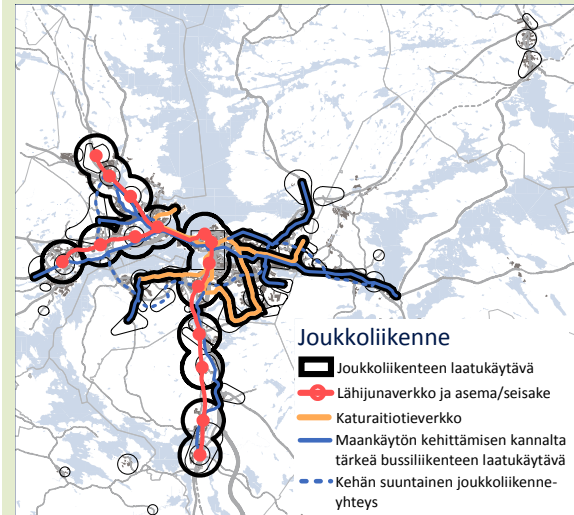 Joukkoliikenne
Joukkoliikenteen laatukäytävä
Lähijunaverkko ja asema/seisake
Katuraitiotieverkko
Maankäytön kehittämisen kannalta
tärkeä bussiliikenteen laatukäytävä
Kehän suuntainen joukkoliikenne-
yhteys